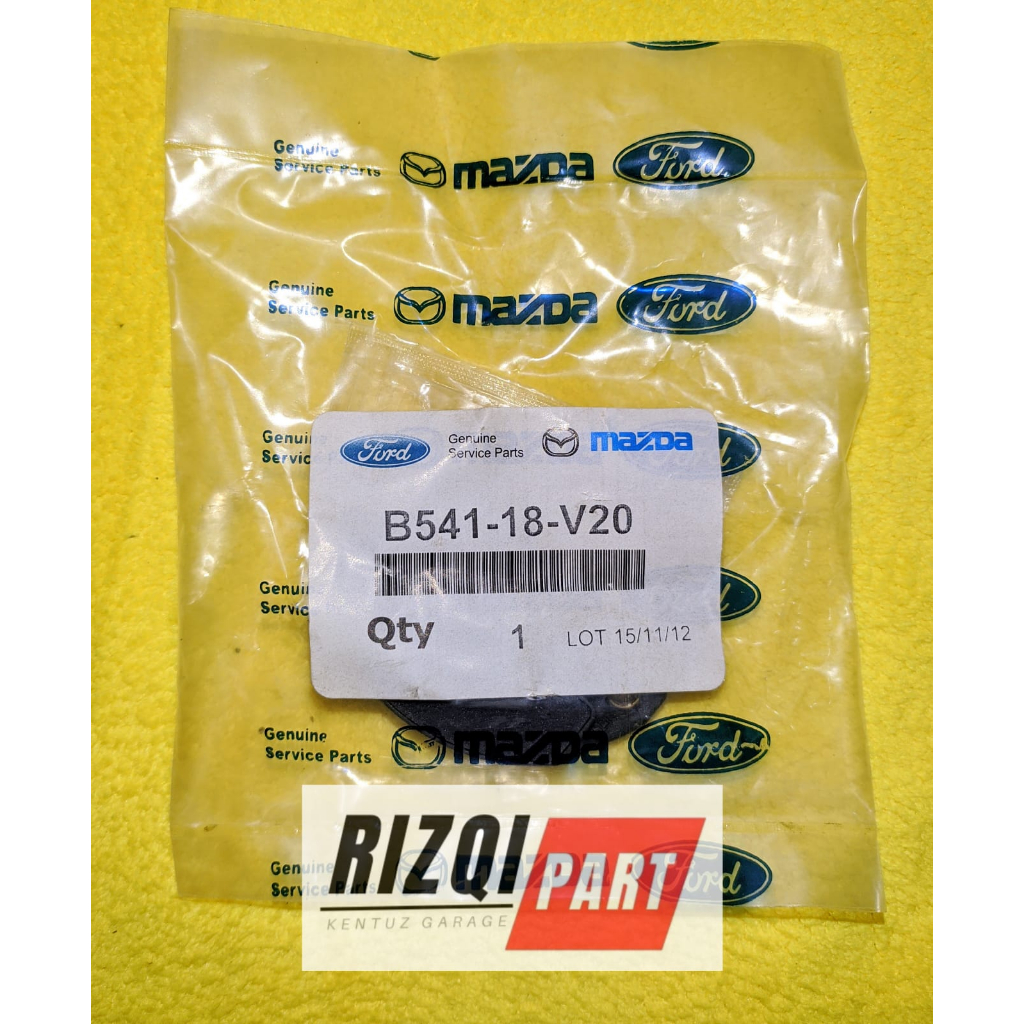 Genuine
Service Parts mazda Ford
Genuine
Service Parts mazda Ford
Genuine
Service
Ford Genuine
Service Parts mazda
B541-18-V20
Qty 1 LOT 15/11/12
Genuine
Service Parts mazda Ford
RIZQI PART
KENTUZ GARAGE
Genuine
Service Parts mazda Ford